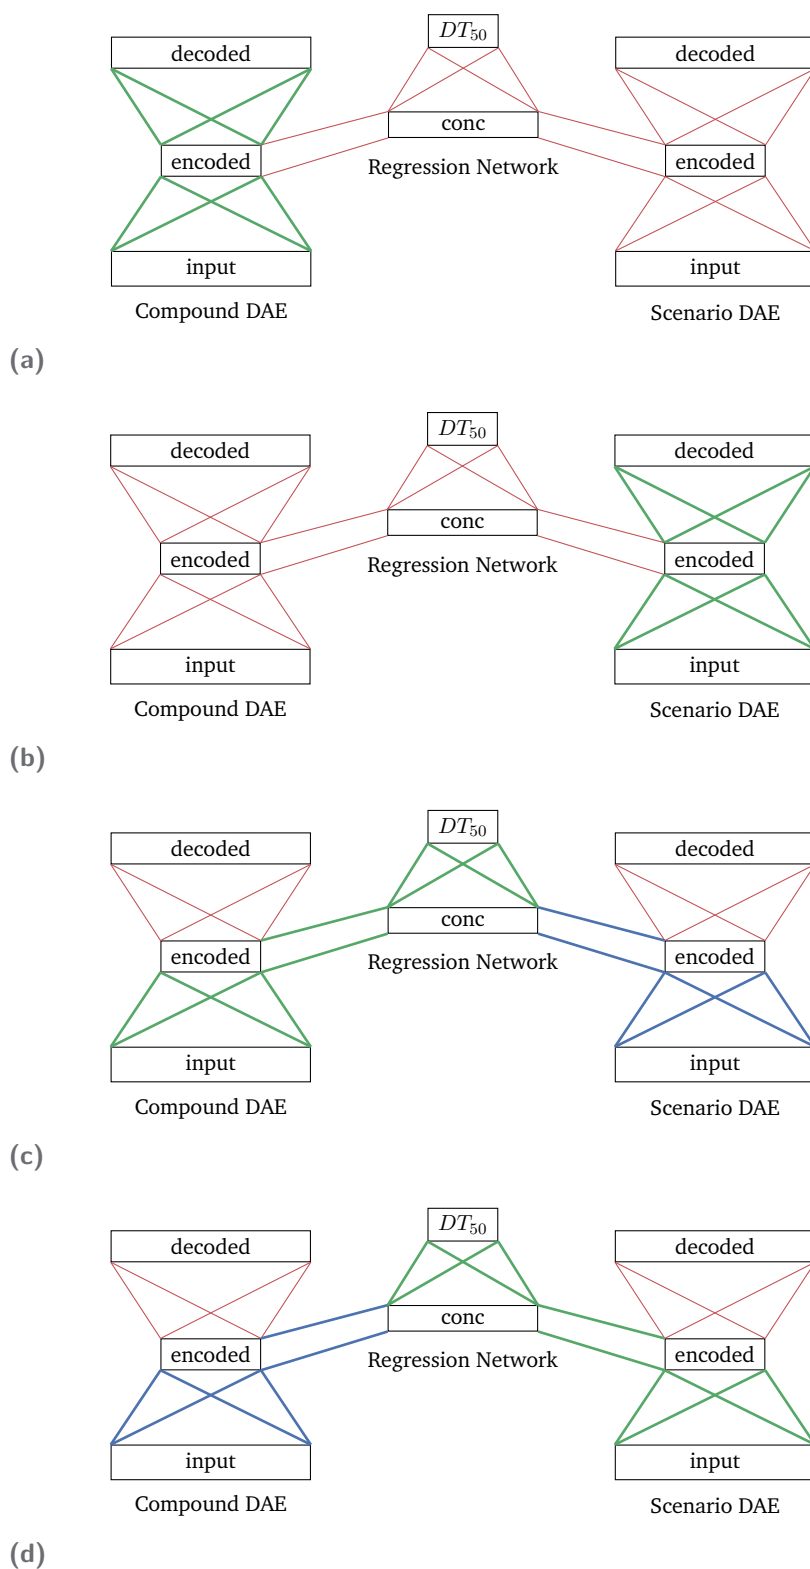 DT₅₀
decoded decoded
conc
encoded encoded
Regression Network
input input
Compound DAE Scenario DAE
(a)
DT₅₀
decoded decoded
conc
encoded encoded
Regression Network
input input
Compound DAE Scenario DAE
(b)
DT₅₀
decoded decoded
conc
encoded encoded
Regression Network
input input
Compound DAE Scenario DAE
(c)
DT₅₀
decoded decoded
conc
encoded encoded
Regression Network
input input
Compound DAE Scenario DAE
(d)